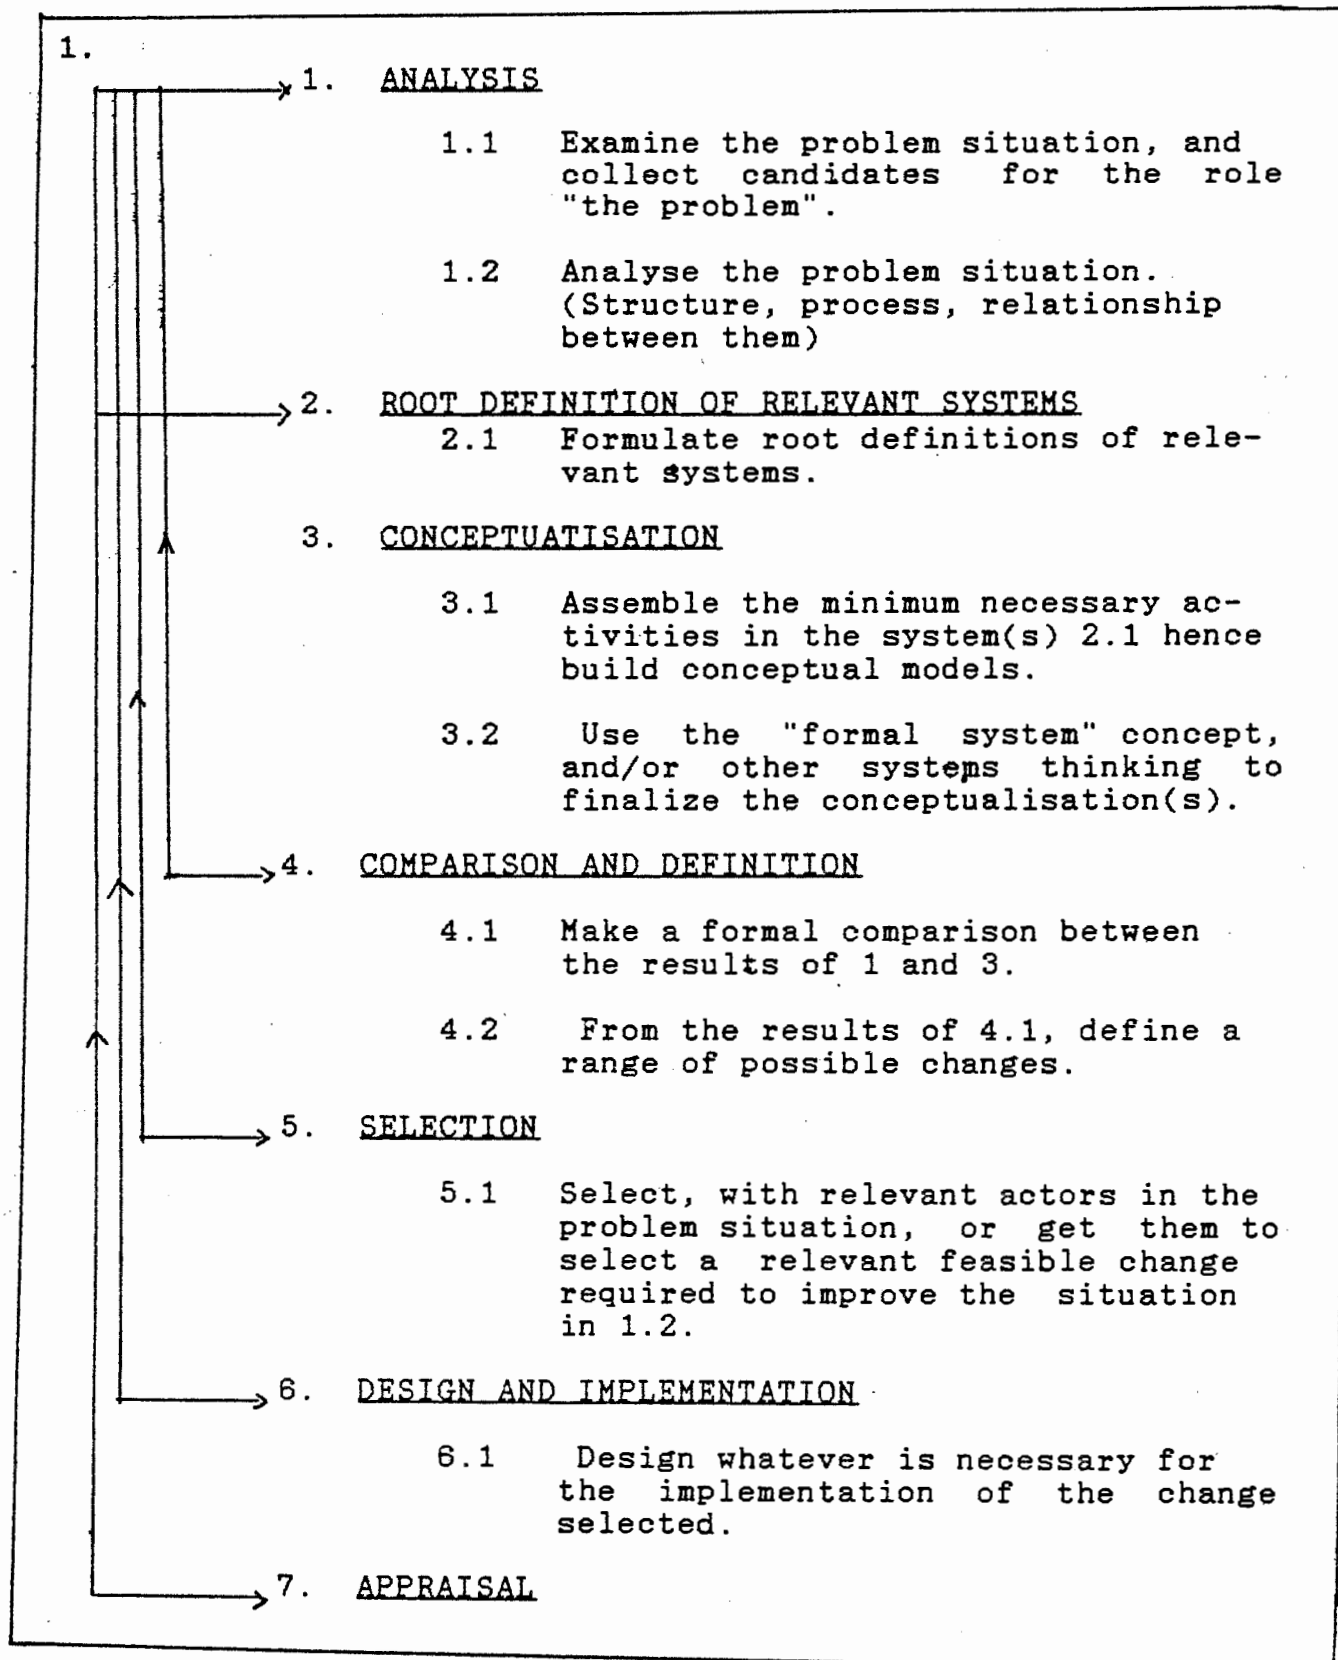 1.
1. ANALYSIS
1.1 Examine the problem situation, and
collect candidates for the role
"the problem".
1.2 Analyse the problem situation.
(Structure, process, relationship
between them)
2. ROOT DEFINITION OF RELEVANT SYSTEMS
2.1 Formulate root definitions of rele-
vant systems.
3. CONCEPTUATISATION
3.1 Assemble the minimum necessary ac-
tivities in the system(s) 2.1 hence
build conceptual models.
3.2 Use the "formal system" concept,
and/or other systems thinking to
finalize the conceptualisation(s).
4. COMPARISON AND DEFINITION
4.1 Make a formal comparison between
the results of 1 and 3.
4.2 From the results of 4.1, define a
range of possible changes.
5. SELECTION
5.1 Select, with relevant actors in the
problem situation, or get them to
select a relevant feasible change
required to improve the situation
in 1.2.
6. DESIGN AND IMPLEMENTATION
6.1 Design whatever is necessary for
the implementation of the change
selected.
7. APPRAISAL